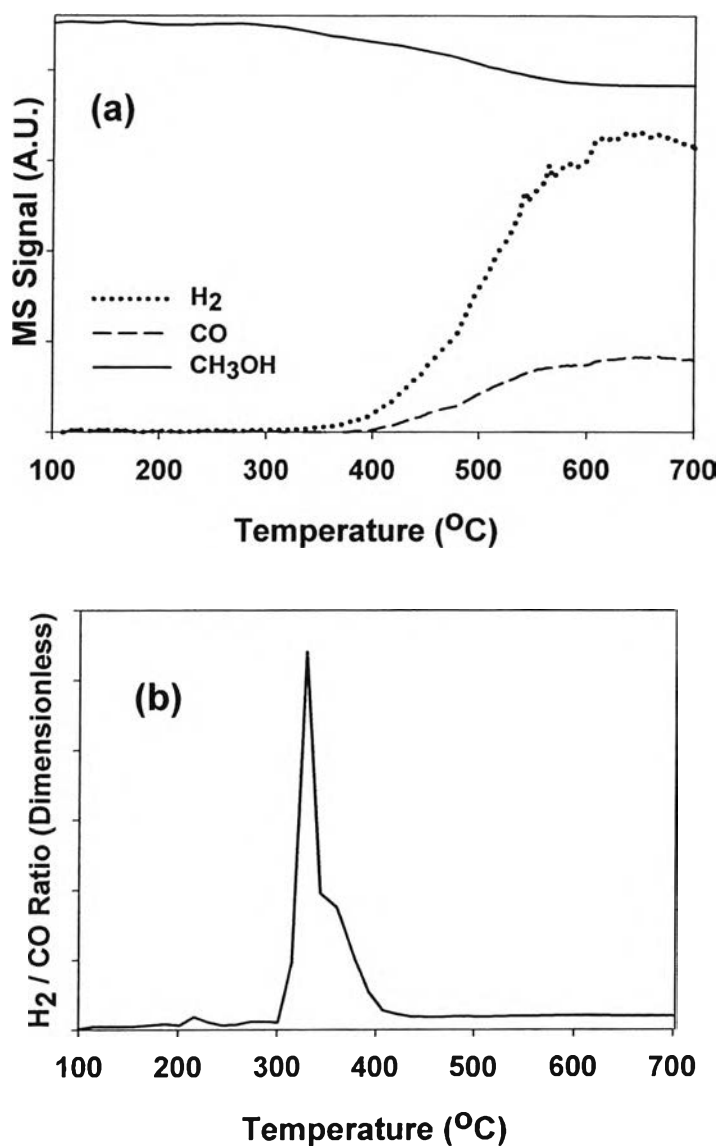 (a)
MS Signal (A.U.)
H2
CO
CH3OH
100 200 300 400 500 600 700
Temperature (oC)
(b)
H2 / CO Ratio (Dimensionless)
100 200 300 400 500 600 700
Temperature (oC)